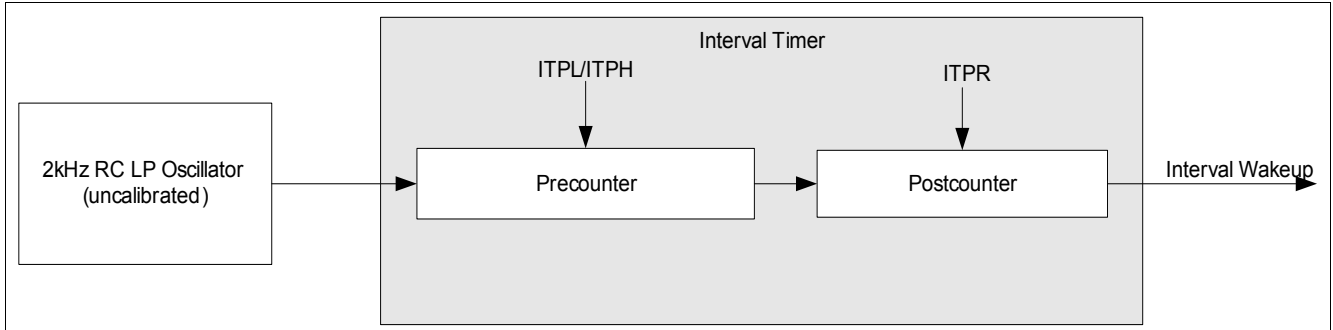 Interval Timer
ITPL/ITPH
ITPR
2kHz RC LP Oscillator
(uncalibrated)
Precounter
Postcounter
Interval Wakeup